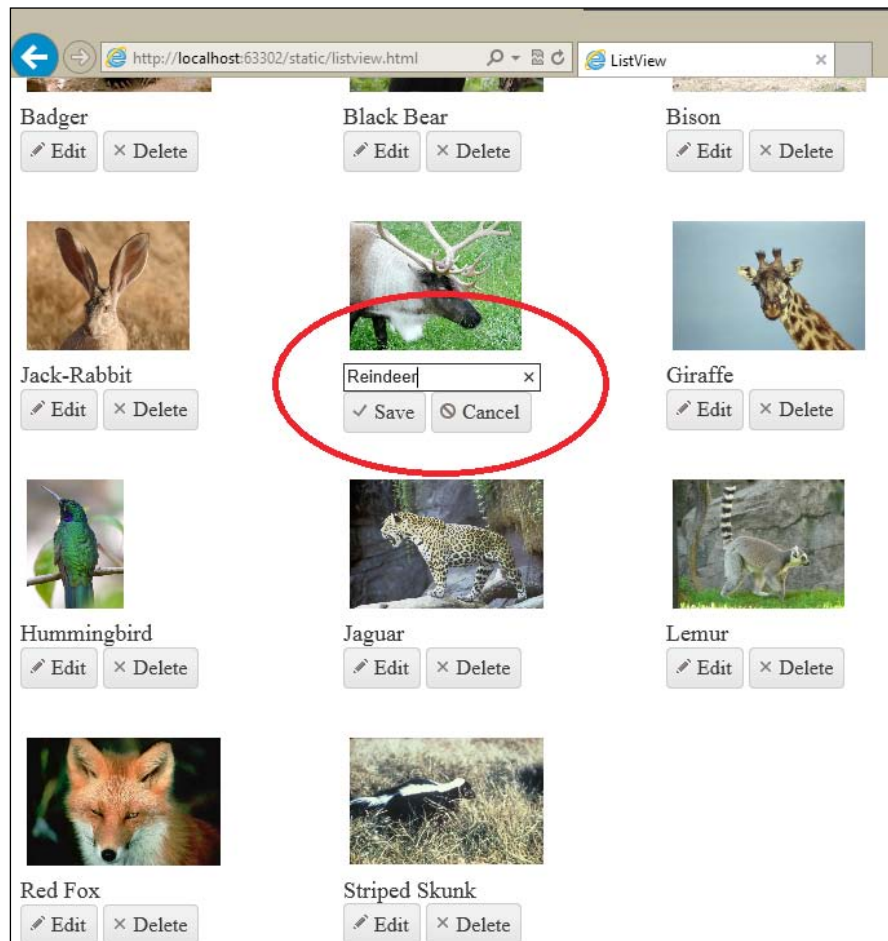 http://localhost:63302/static/listview.html ListView
Badger Black Bear Bison
Edit Delete Edit Delete Edit Delete
Jack-Rabbit Reindeer Giraffe
Edit Delete Save Cancel Edit Delete
Hummingbird Jaguar Lemur
Edit Delete Edit Delete Edit Delete
Red Fox Striped Skunk
Edit Delete Edit Delete